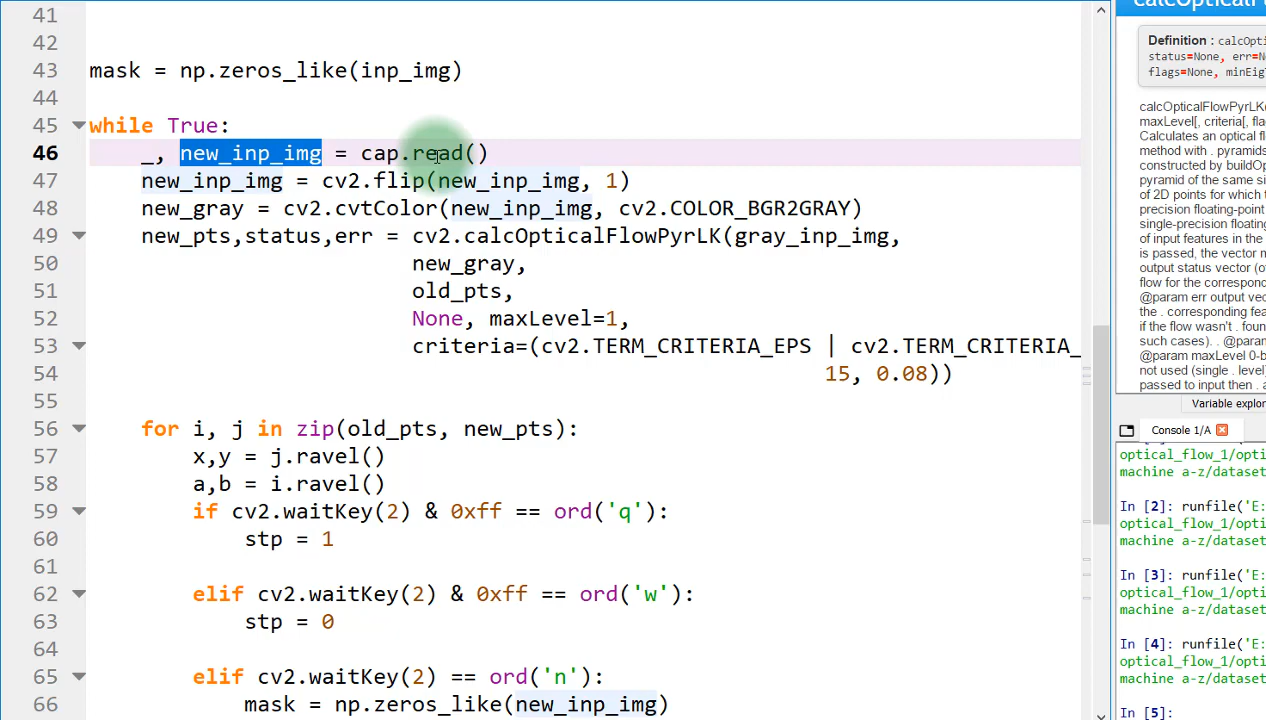 41
42
43 mask = np.zeros_like(inp_img)
44
45 while True:
46 _, new_inp_img = cap.read()
47 new_inp_img = cv2.flip(new_inp_img, 1)
48 new_gray = cv2.cvtColor(new_inp_img, cv2.COLOR_BGR2GRAY)
49 new_pts,status,err = cv2.calcOpticalFlowPyrLK(gray_inp_img,
50 new_gray,
51 old_pts,
52 None, maxLevel=1,
53 criteria=(cv2.TERM_CRITERIA_EPS | cv2.TERM_CRITERIA_
54 15, 0.08))
55
56 for i, j in zip(old_pts, new_pts):
57 x,y = j.ravel()
58 a,b = i.ravel()
59 if cv2.waitKey(2) & 0xff == ord('q'):
60 stp = 1
61
62 elif cv2.waitKey(2) & 0xff == ord('w'):
63 stp = 0
64
65 elif cv2.waitKey(2) == ord('n'):
66 mask = np.zeros_like(new_inp_img)
Definition : calcOpti
status=None, err=No
flags=None, minEig
calcOpticalFlowPyrLK(
maxLevel[, criteria[, fla
Calculates an optical f
method with . pyramids
constructed by buildOp
pyramid of the same si
of 2D points for which t
precision floating-point
single-precision floating
of input features in the
is passed, the vector m
output status vector (o
flow for the correspond
@param err output vec
the . corresponding fea
if the flow wasn't . foun
such cases). . @param
@param maxLevel 0-b
not used (single . level)
passed to input then . a
Variable explor
Console 1/A
optical_flow_1/opti
machine a-z/dataset
In [2]: runfile('E:
optical_flow_1/opti
machine a-z/dataset
In [3]: runfile('E:
optical_flow_1/opti
machine a-z/dataset
In [4]: runfile('E:
optical_flow_1/opti
machine a-z/dataset
In [5]: